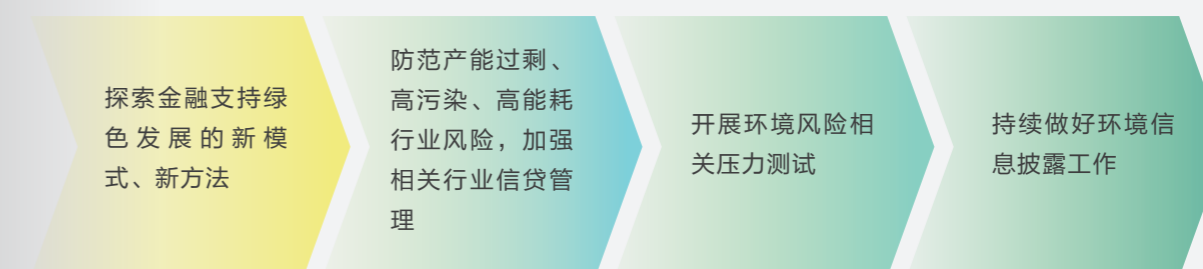 探索金融支持绿
色发展的新模
式、新方法
防范产能过剩、
高污染、高能耗
行业风险，加强
相关行业信贷管
理
开展环境风险相
关压力测试
持续做好环境信
息披露工作